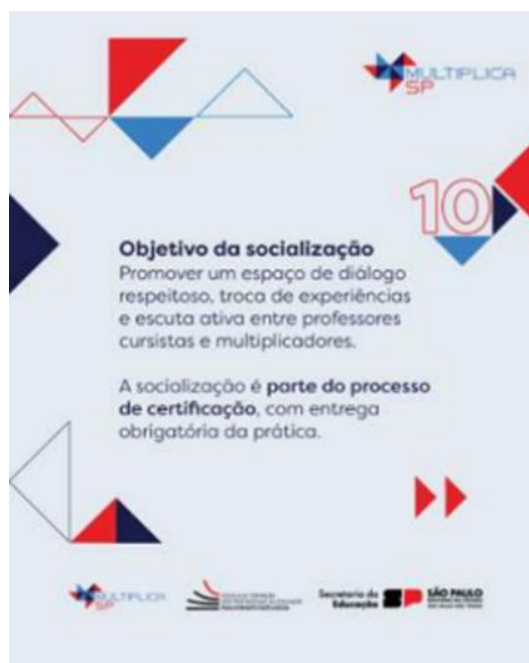 MULTIPLICA
SP
10
Objetivo da socialização
Promover um espaço de diálogo
respeitoso, troca de experiências
e escuta ativa entre professores
cursistas e multiplicadores.
A socialização é parte do processo
de certificação, com entrega
obrigatória da prática.
MULTIPLICA
SP
Secretaria da
Educação
SP
SÃO PAULO